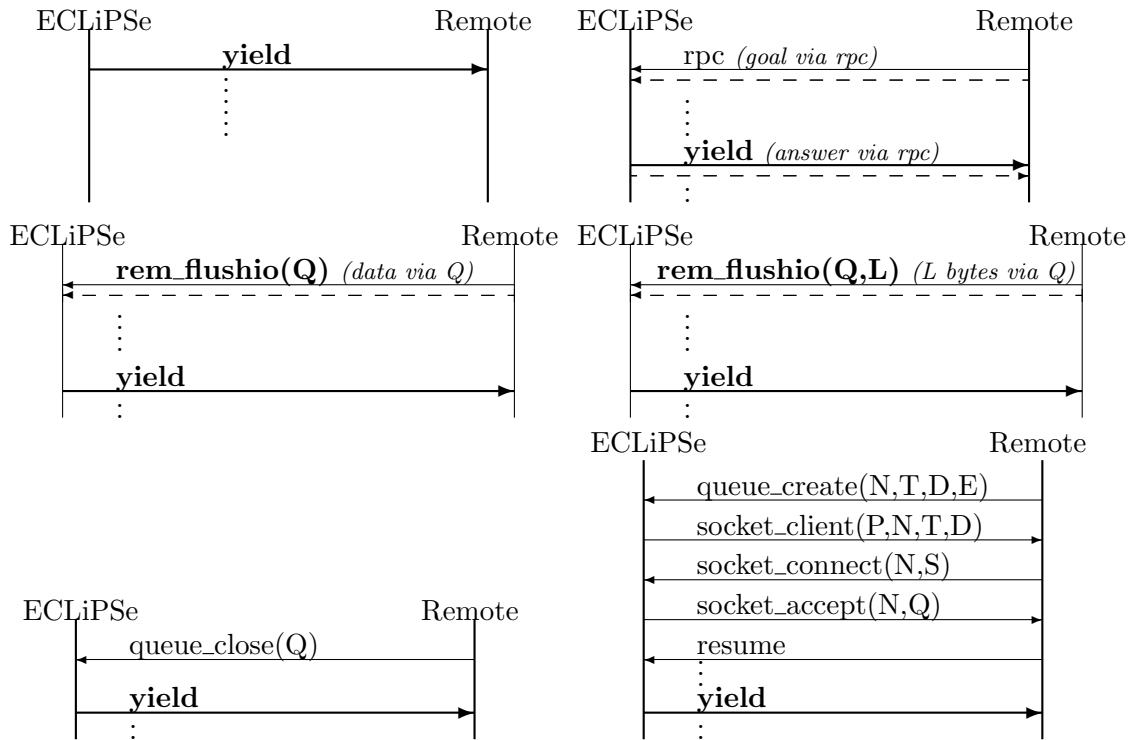 ECLiPSe Remote
yield
ECLiPSe Remote
rpc (goal via rpc)
yield (answer via rpc)
ECLiPSe Remote
rem_flushio(Q) (data via Q)
yield
ECLiPSe Remote
rem_flushio(Q,L) (L bytes via Q)
yield
ECLiPSe Remote
queue_close(Q)
yield
ECLiPSe Remote
queue_create(N,T,D,E)
socket_client(P,N,T,D)
socket_connect(N,S)
socket_accept(N,Q)
resume
yield